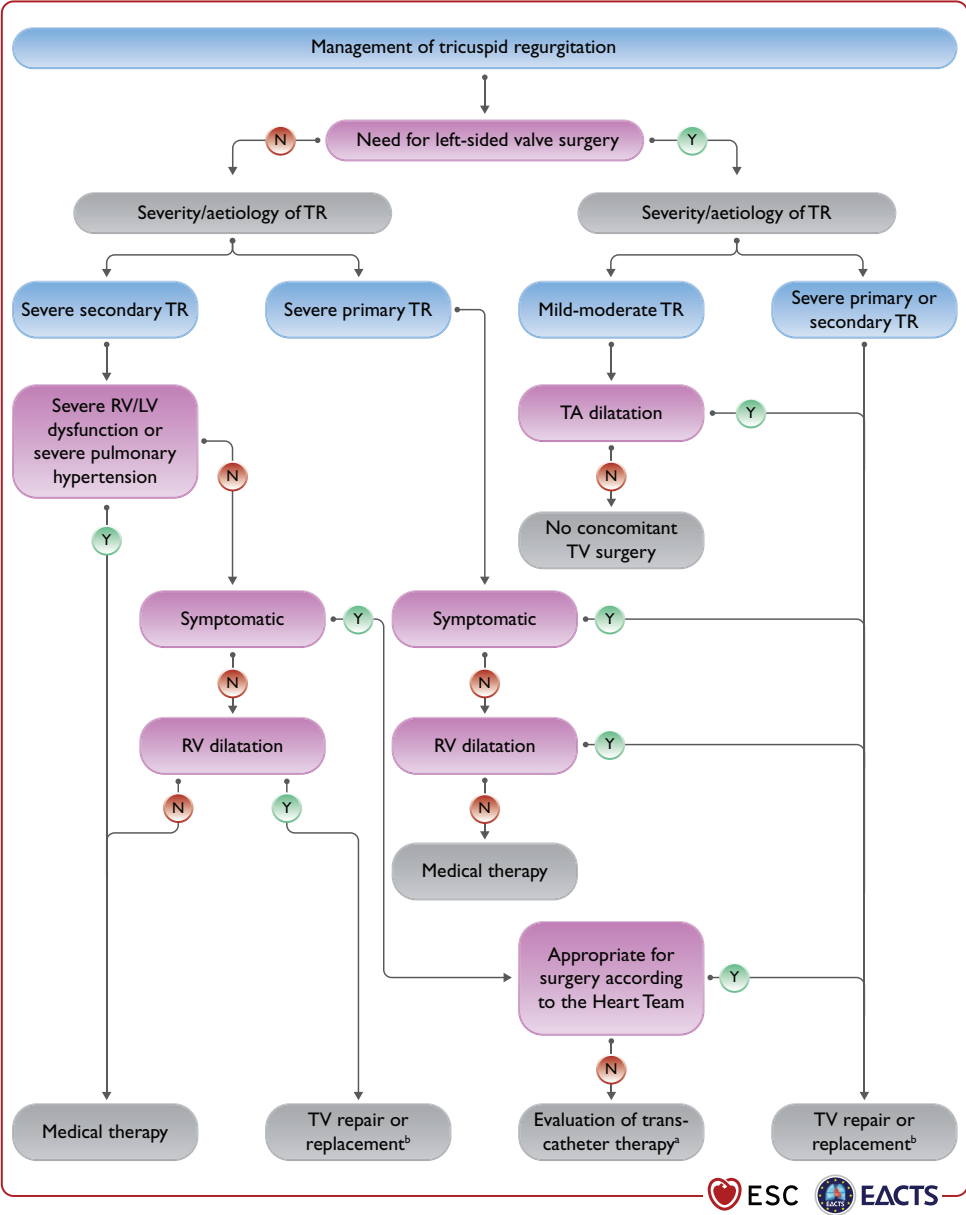 Management of tricuspid regurgitation
N
Need for left-sided valve surgery
Y
Severity/aetiology of TR
Severity/aetiology of TR
Severe secondary TR
Severe primary TR
Mild-moderate TR
Severe primary or
secondary TR
Severe RV/LV
dysfunction or
severe pulmonary
hypertension
TA dilatation
Y
N
N
Y
No concomitant
TV surgery
Symptomatic
Y
Symptomatic
Y
N
N
RV dilatation
RV dilatation
Y
N
Y
N
Medical therapy
Appropriate for
surgery according
to the Heart Team
Y
N
Medical therapy
TV repair or
replacementb
Evaluation of trans-
catheter therapya
TV repair or
replacementb
ESC
EACTS
EACTS